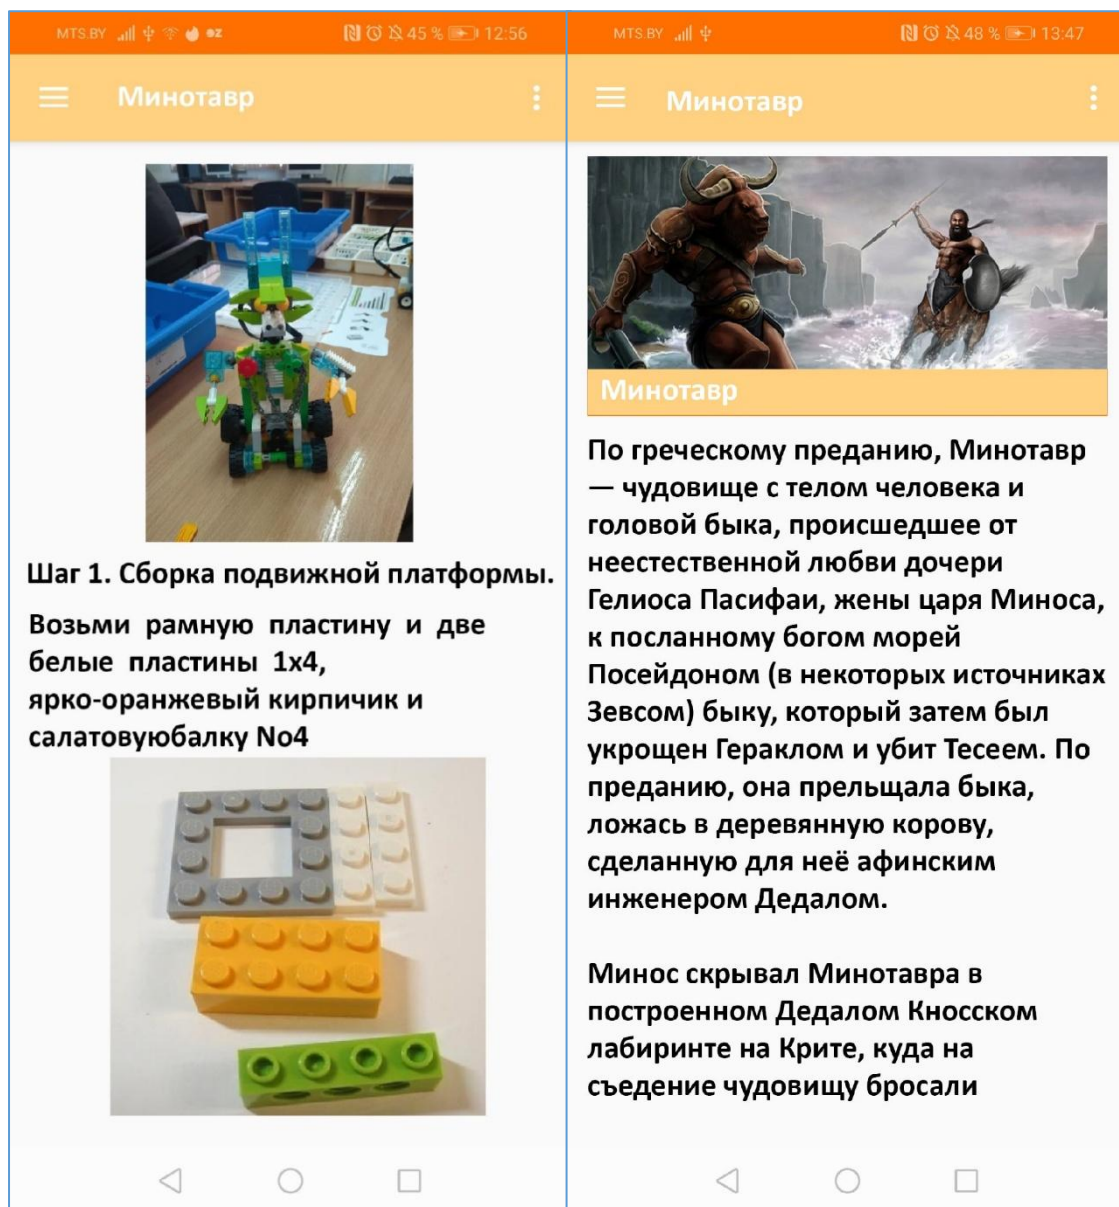 MTS.BY 45 % 12:56
Минотавр
Шаг 1. Сборка подвижной платформы.
Возьми рамную пластину и две
белые пластины 1x4,
ярко-оранжевый кирпичик и
салатовуюбалку No4
MTS.BY 48 % 13:47
Минотавр
Минотавр
По греческому преданию, Минотавр
— чудовище с телом человека и
головой быка, происшедшее от
неестественной любви дочери
Гелиоса Пасифаи, жены царя Миноса,
к посланному богом морей
Посейдоном (в некоторых источниках
Зевсом) быку, который затем был
укрощен Гераклом и убит Тесеем. По
преданию, она прельщала быка,
ложась в деревянную корову,
сделанную для неё афинским
инженером Дедалом.
Минос скрывал Минотавра в
построенном Дедалом Кносском
лабиринте на Крите, куда на
съедение чудовищу бросали